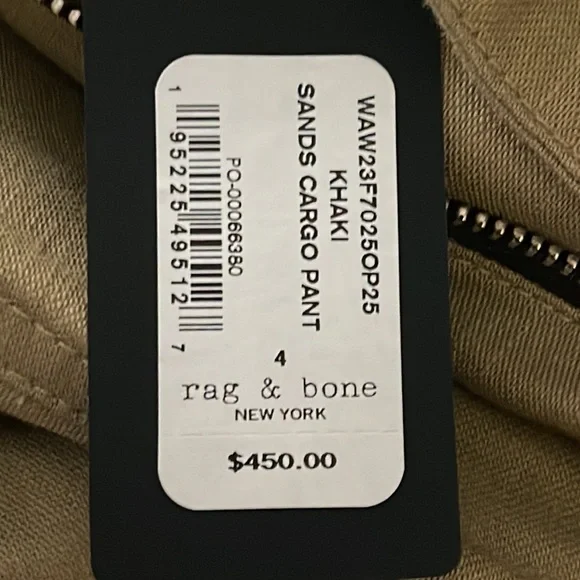 WAW23F7025OP25
KHAKI
SANDS CARGO PANT
PO-00066380
1 95225 49512 7
4
rag & bone
NEW YORK
$450.00